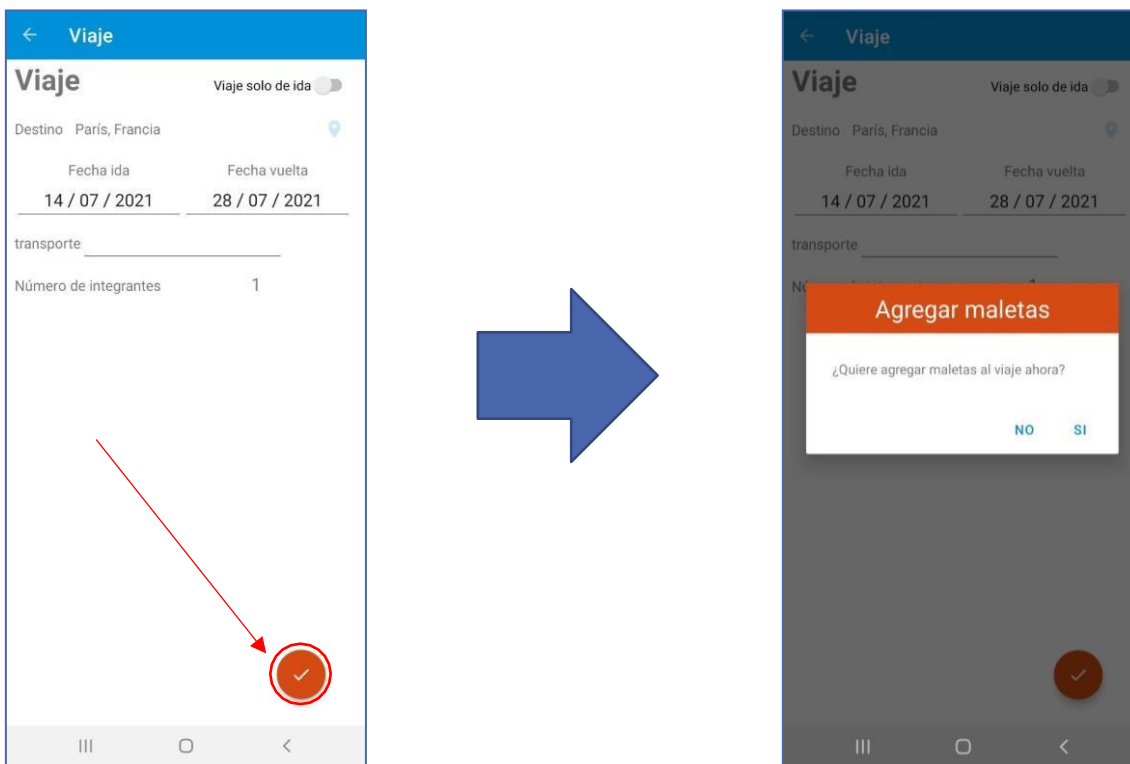 Viaje
Viaje
Viaje solo de ida
Destino París, Francia
Fecha ida Fecha vuelta
14 / 07 / 2021 28 / 07 / 2021
transporte
Número de integrantes 1
Viaje
Viaje
Viaje solo de ida
Destino París, Francia
Fecha ida Fecha vuelta
14 / 07 / 2021 28 / 07 / 2021
transporte
Agregar maletas
¿Quiere agregar maletas al viaje ahora?
NO SI